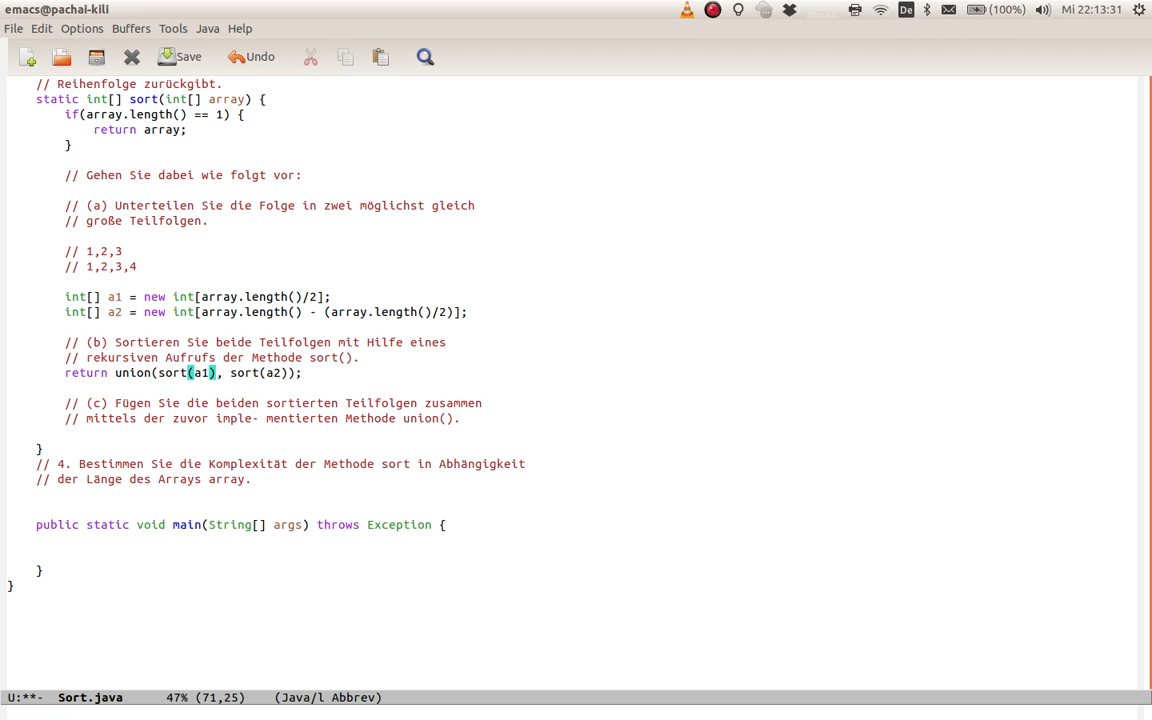 emacs@pachai-kili
De
(100%)
Mi 22:13:31
File Edit Options Buffers Tools Java Help
Save
Undo
// Reihenfolge zurückgibt.
static int[] sort(int[] array) {
if(array.length() == 1) {
return array;
}
// Gehen Sie dabei wie folgt vor:
// (a) Unterteilen Sie die Folge in zwei möglichst gleich
// große Teilfolgen.
// 1,2,3
// 1,2,3,4
int[] a1 = new int[array.length()/2];
int[] a2 = new int[array.length() - (array.length()/2)];
// (b) Sortieren Sie beide Teilfolgen mit Hilfe eines
// rekursiven Aufrufs der Methode sort().
return union(sort(a1), sort(a2));
// (c) Fügen Sie die beiden sortierten Teilfolgen zusammen
// mittels der zuvor imple- mentierten Methode union().
}
// 4. Bestimmen Sie die Komplexität der Methode sort in Abhängigkeit
// der Länge des Arrays array.
public static void main(String[] args) throws Exception {
}
}
U:**- Sort.java 47% (71,25) (Java/l Abbrev)